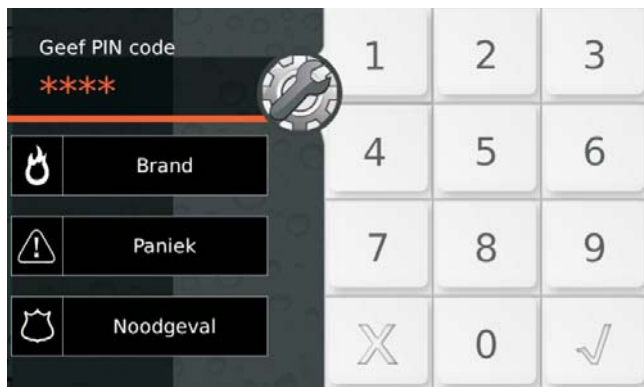 Geef PIN code
****
Brand
Paniek
Noodgeval
1 2 3
4 5 6
7 8 9
X 0 √